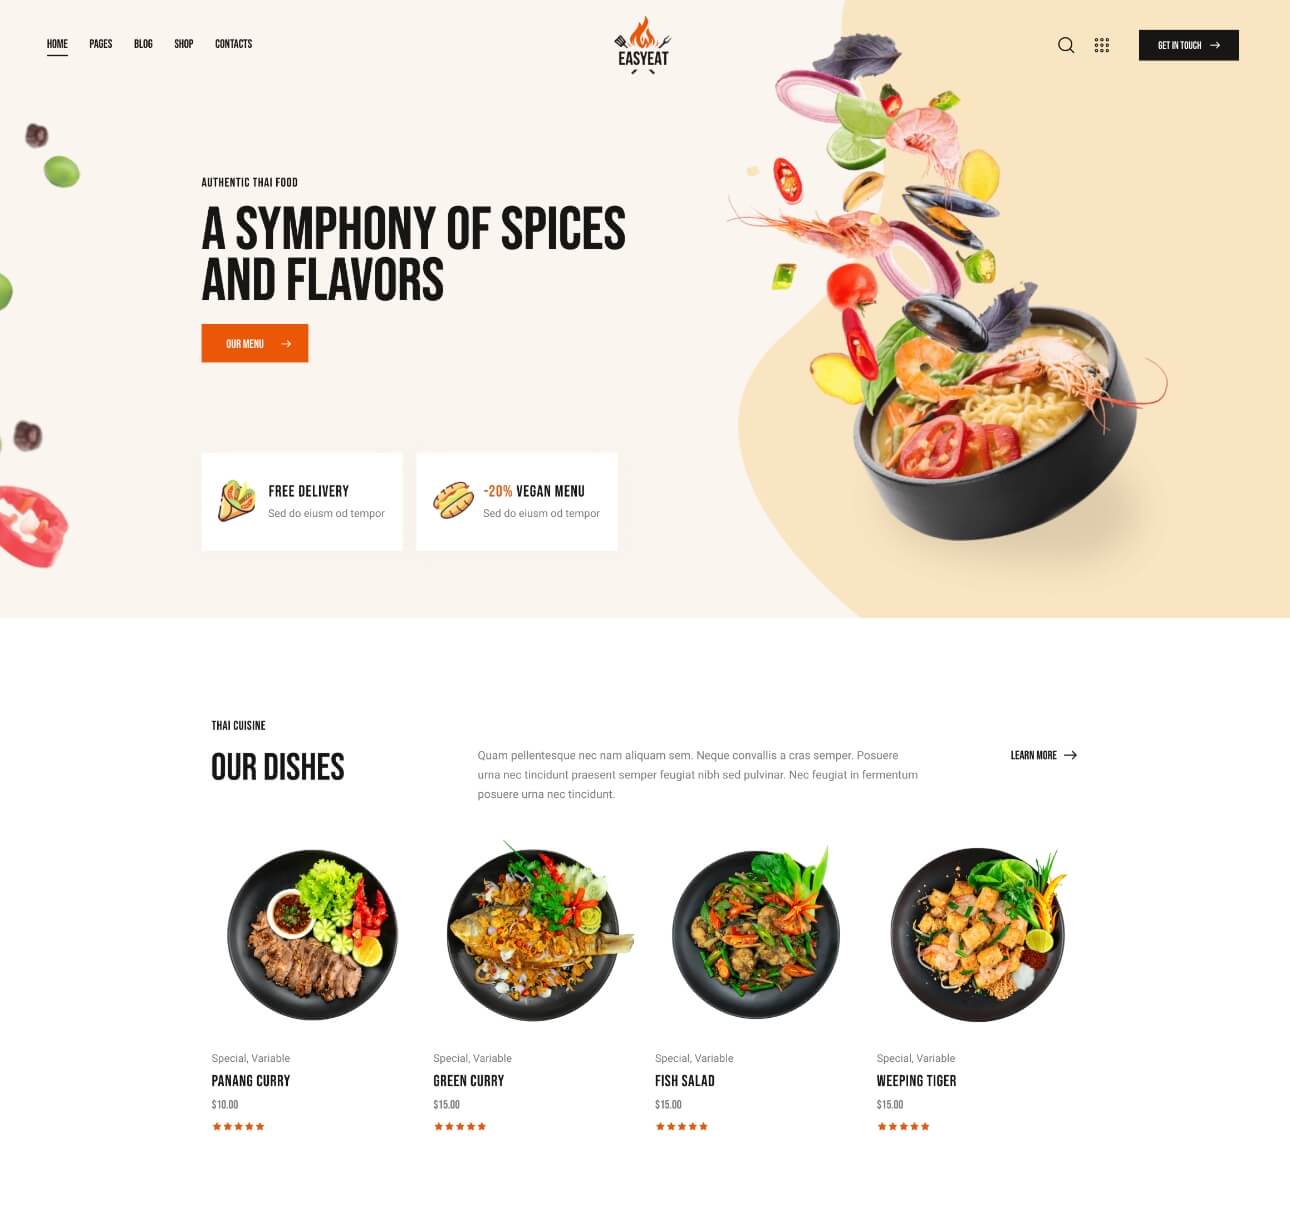 HOME
PAGES
BLOG
SHOP
CONTACTS
EASYEAT
GET IN TOUCH
AUTHENTIC THAI FOOD
A SYMPHONY OF SPICES
AND FLAVORS
OUR MENU
FREE DELIVERY
Sed do eiusm od tempor
-20% VEGAN MENU
Sed do eiusm od tempor
THAI CUISINE
OUR DISHES
Quam pellentesque nec nam aliquam sem. Neque convallis a cras semper. Posuere
urna nec tincidunt praesent semper feugiat nibh sed pulvinar. Nec feugiat in fermentum
posuere urna nec tincidunt.
LEARN MORE
Special, Variable
PANANG CURRY
$10.00
Special, Variable
GREEN CURRY
$15.00
Special, Variable
FISH SALAD
$15.00
Special, Variable
WEEPING TIGER
$15.00